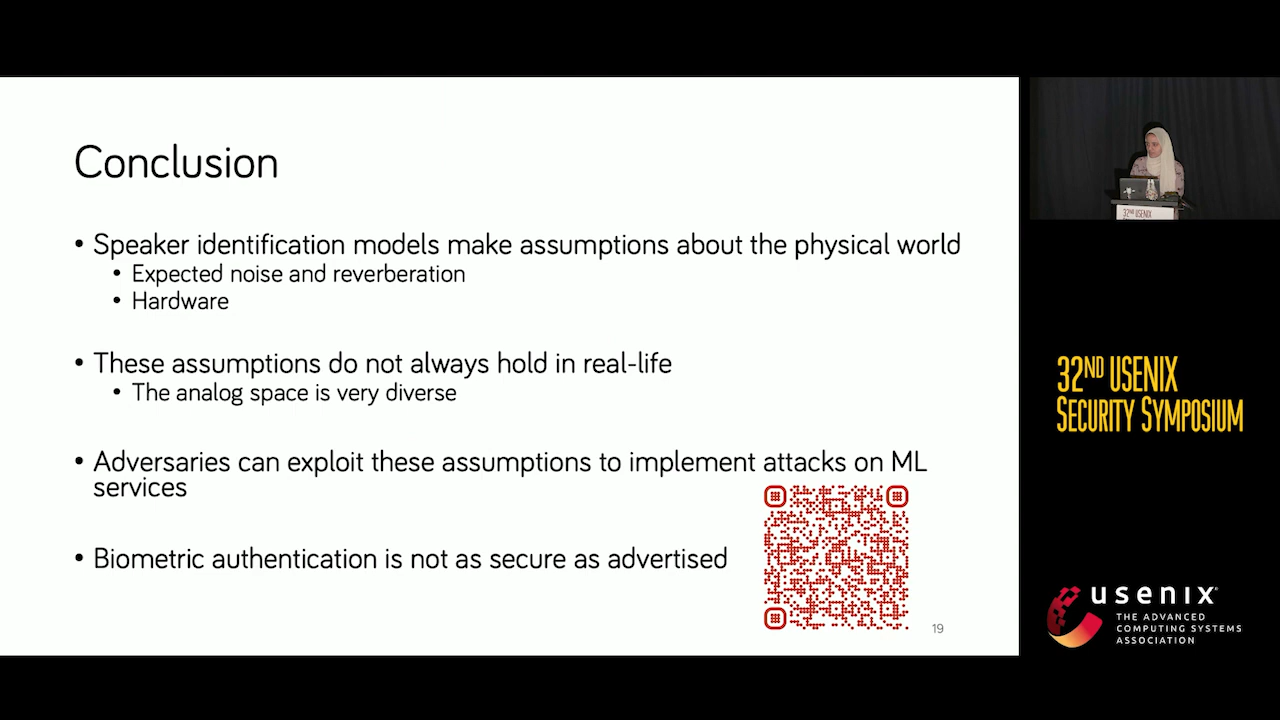 Conclusion
• Speaker identification models make assumptions about the physical world
• Expected noise and reverberation
• Hardware
• These assumptions do not always hold in real-life
• The analog space is very diverse
• Adversaries can exploit these assumptions to implement attacks on ML
services
• Biometric authentication is not as secure as advertised
19
32ND USENIX
32ND USENIX
SECURITY SYMPOSIUM
usenix
THE ADVANCED
COMPUTING SYSTEMS
ASSOCIATION